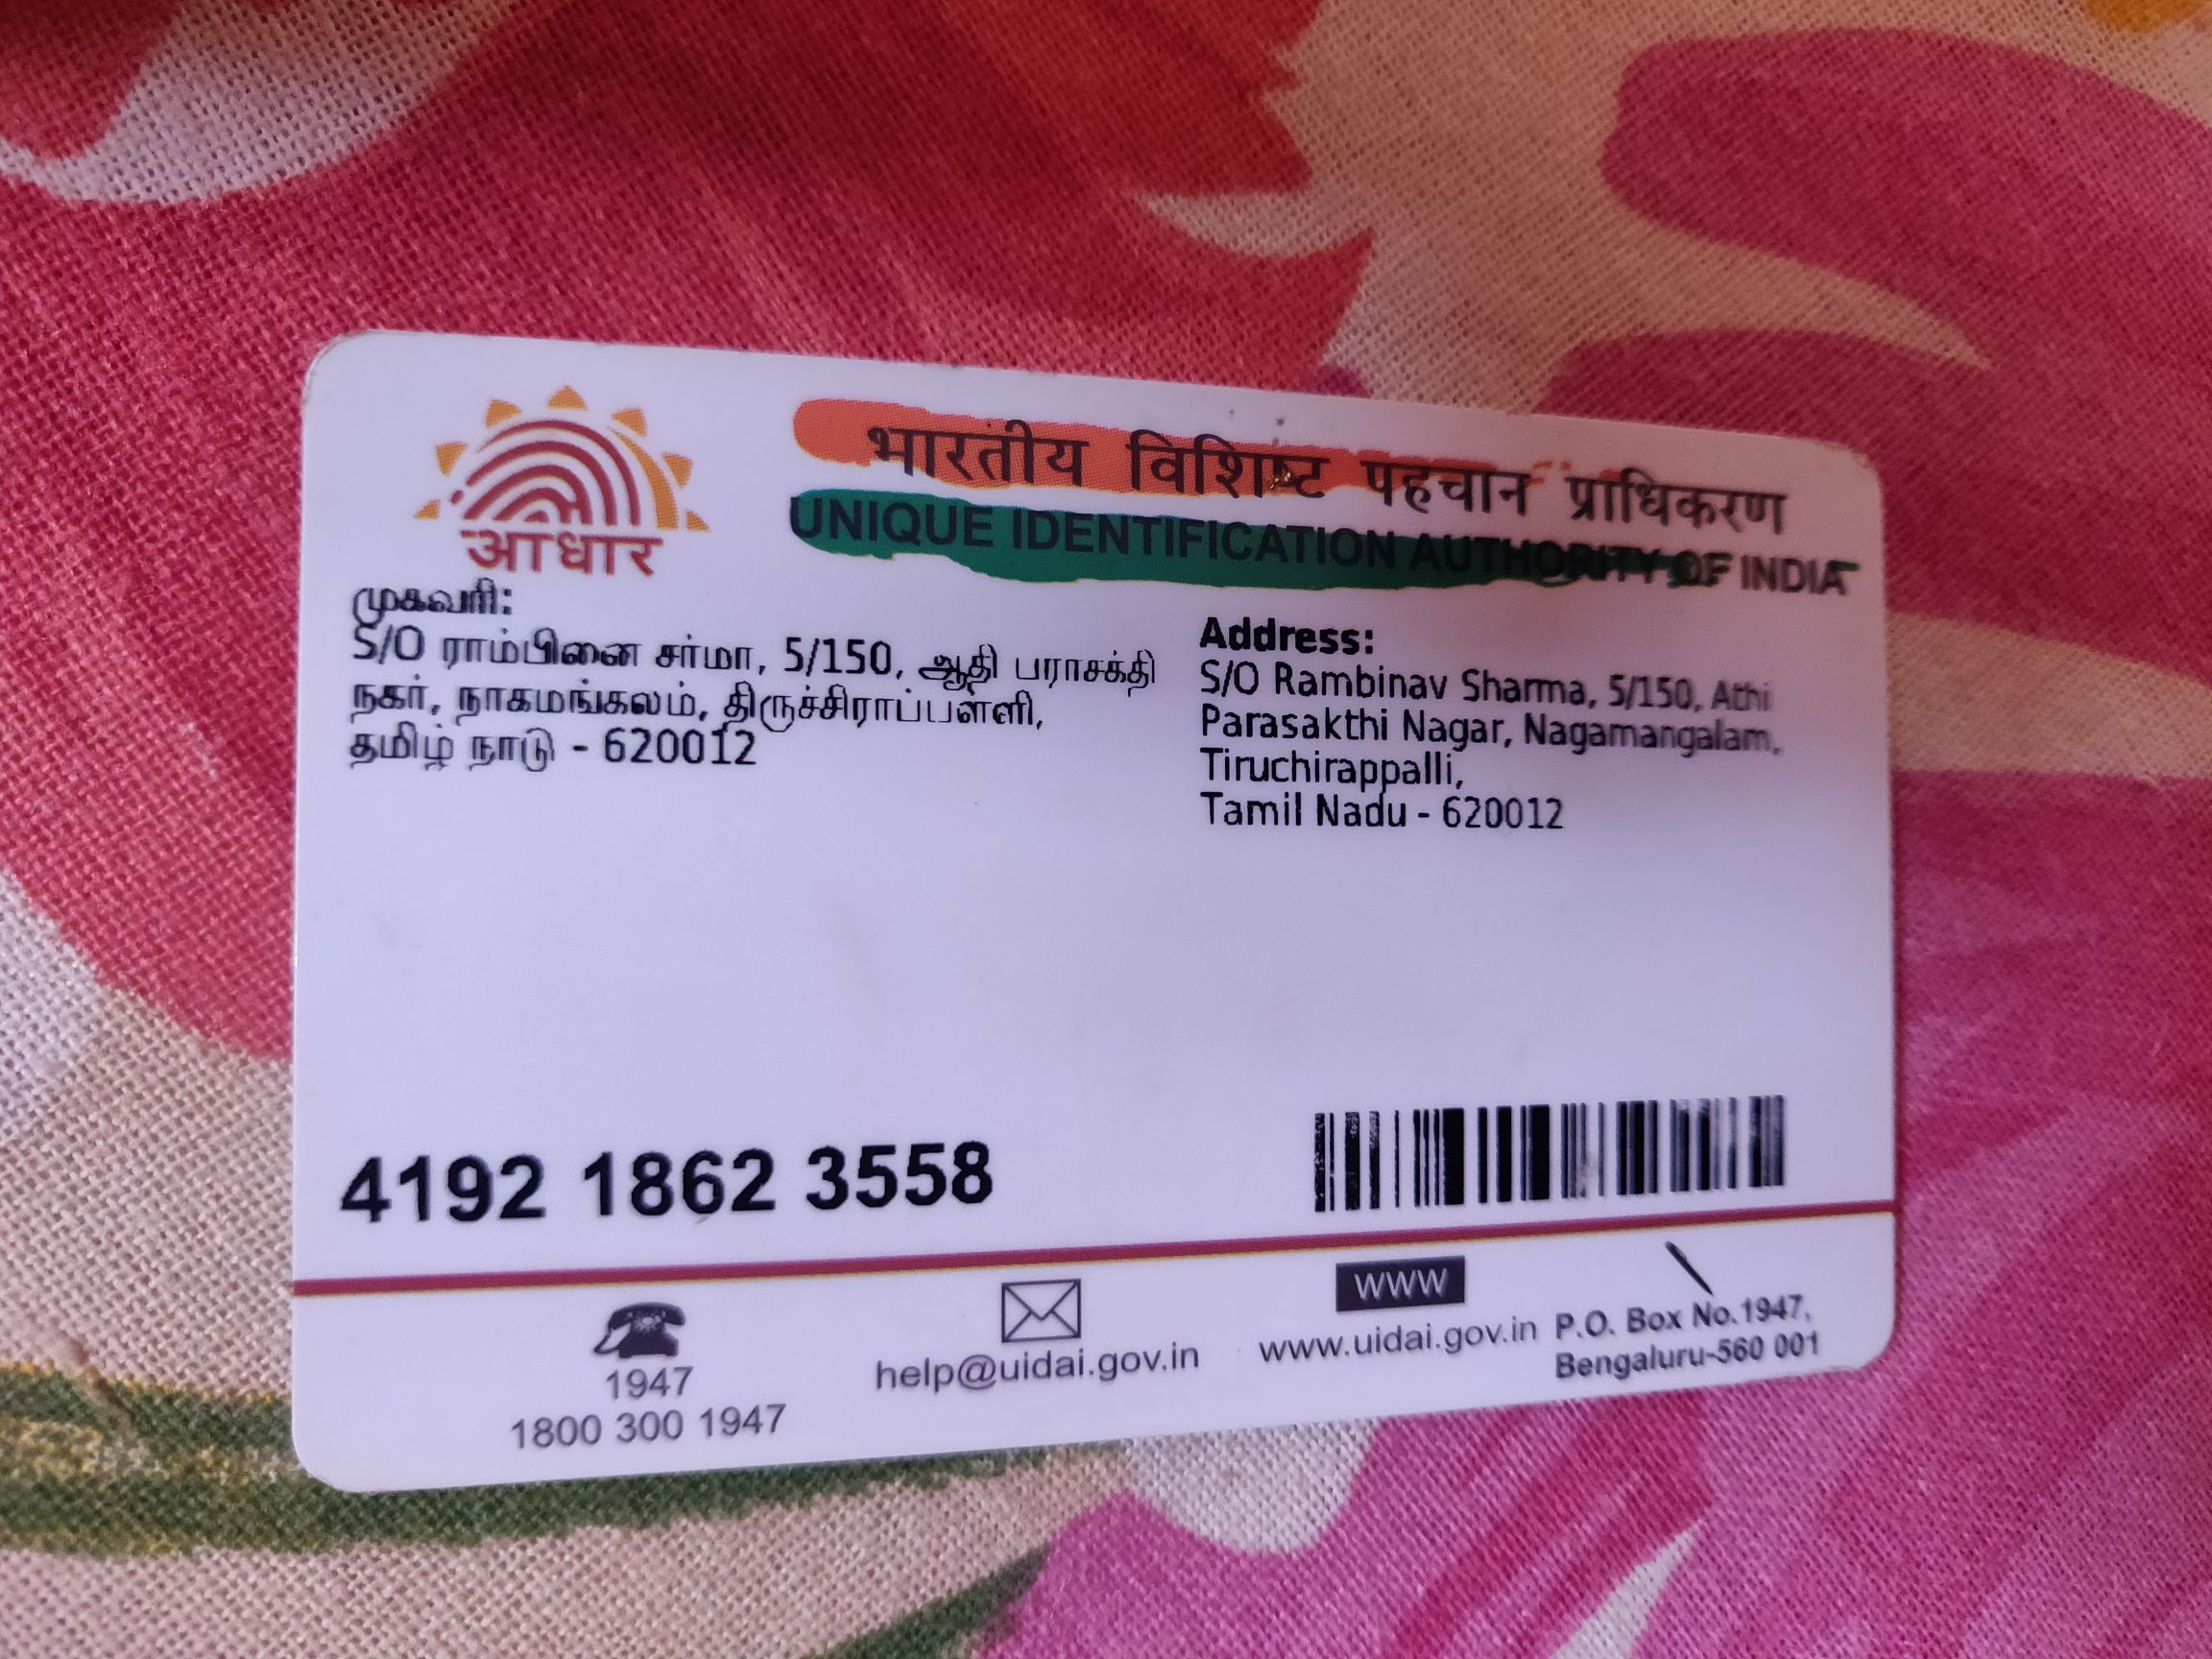 आधार
भारतीय विशिष्ट पहचान प्राधिकरण
UNIQUE IDENTIFICATION AUTHORITY OF INDIA
முகவரி:
S/O ராம்பினை சர்மா, 5/150, ஆதி பராசக்தி
நகர், நாகமங்கலம், திருச்சிராப்பள்ளி,
தமிழ் நாடு - 620012
Address:
S/O Rambinav Sharma, 5/150, Athi
Parasakthi Nagar, Nagamangalam,
Tiruchirappalli,
Tamil Nadu - 620012
4192 1862 3558
1947
1800 300 1947
help@uidai.gov.in
WWW
www.uidai.gov.in
P.O. Box No.1947,
Bengaluru-560 001